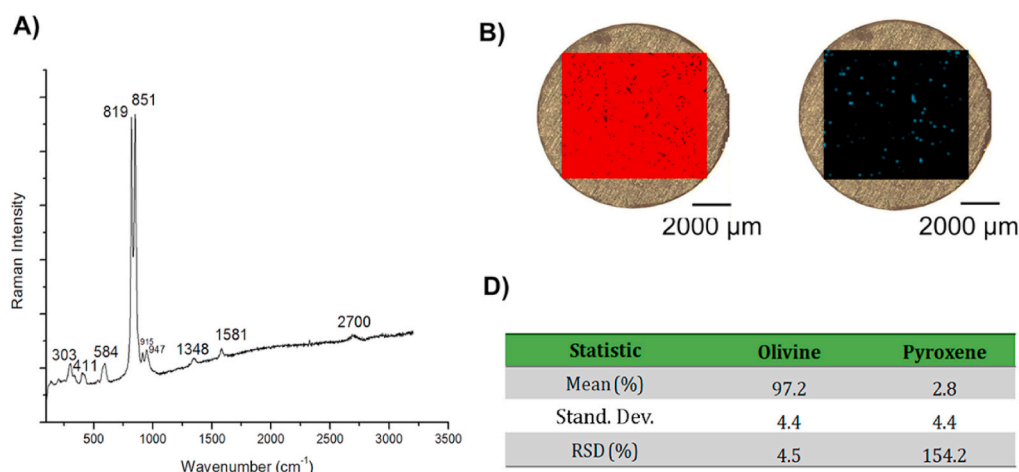 A)
Raman Intensity
819
851
303
411
584
915
947
1348
1581
2700
500
1000
1500
2000
2500
3000
3500
Wavenumber (cm⁻¹)
B)
2000 µm
2000 µm
D)
Statistic Olivine Pyroxene
Mean (%) 97.2 2.8
Stand. Dev. 4.4 4.4
RSD (%) 4.5 154.2